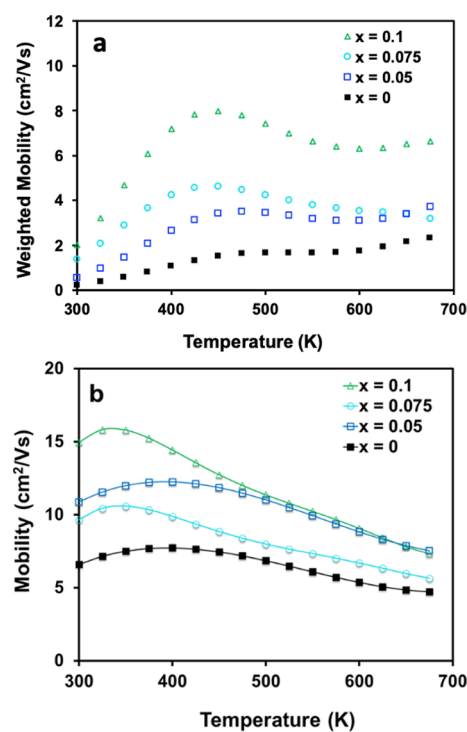 a
12
10
8
6
4
2
0
Weighted Mobility (cm²/Vs)
x = 0.1
x = 0.075
x = 0.05
x = 0
300
400
500
600
700
Temperature (K)
b
20
15
10
5
0
Mobility (cm²/Vs)
x = 0.1
x = 0.075
x = 0.05
x = 0
300
400
500
600
700
Temperature (K)